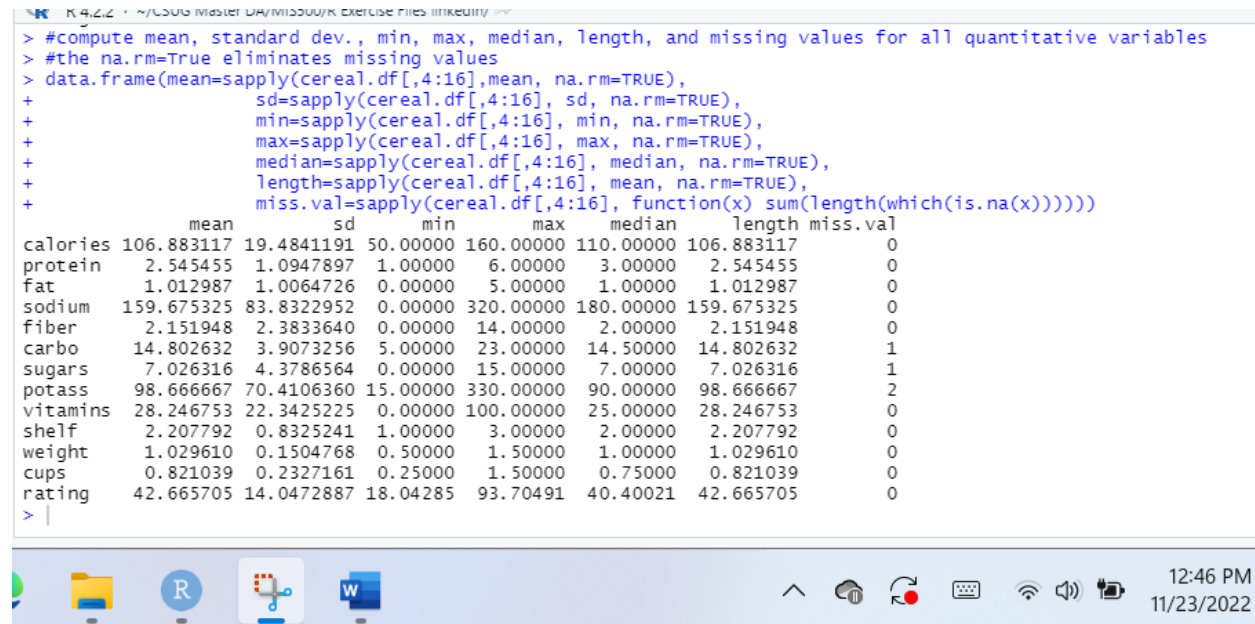 R 4.2.2 · ~/CSUG Master DA/MIS500/R Exercise Files linkedin/
> #compute mean, standard dev., min, max, median, length, and missing values for all quantitative variables
> #the na.rm=True eliminates missing values
> data.frame(mean=sapply(cereal.df[,4:16],mean, na.rm=TRUE),
+ sd=sapply(cereal.df[,4:16], sd, na.rm=TRUE),
+ min=sapply(cereal.df[,4:16], min, na.rm=TRUE),
+ max=sapply(cereal.df[,4:16], max, na.rm=TRUE),
+ median=sapply(cereal.df[,4:16], median, na.rm=TRUE),
+ length=sapply(cereal.df[,4:16], mean, na.rm=TRUE),
+ miss.val=sapply(cereal.df[,4:16], function(x) sum(length(which(is.na(x))))))
mean sd min max median length miss.val
calories 106.883117 19.4841191 50.00000 160.00000 110.00000 106.883117 0
protein 2.545455 1.0947897 1.00000 6.00000 3.00000 2.545455 0
fat 1.012987 1.0064726 0.00000 5.00000 1.00000 1.012987 0
sodium 159.675325 83.8322952 0.00000 320.00000 180.00000 159.675325 0
fiber 2.151948 2.3833640 0.00000 14.00000 2.00000 2.151948 0
carbo 14.802632 3.9073256 5.00000 23.00000 14.50000 14.802632 1
sugars 7.026316 4.3786564 0.00000 15.00000 7.00000 7.026316 1
potass 98.666667 70.4106360 15.00000 330.00000 90.00000 98.666667 2
vitamins 28.246753 22.3425225 0.00000 100.00000 25.00000 28.246753 0
shelf 2.207792 0.8325241 1.00000 3.00000 2.00000 2.207792 0
weight 1.029610 0.1504768 0.50000 1.50000 1.00000 1.029610 0
cups 0.821039 0.2327161 0.25000 1.50000 0.75000 0.821039 0
rating 42.665705 14.0472887 18.04285 93.70491 40.40021 42.665705 0
>
R
W
12:46 PM
11/23/2022